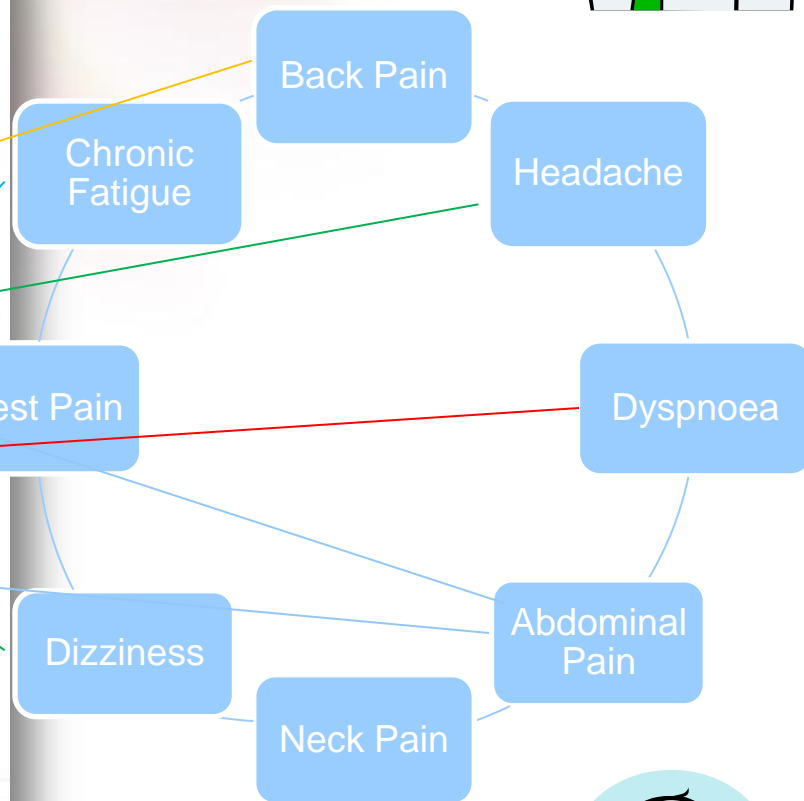 Back Pain
Chronic
Fatigue
Headache
est Pain
Dyspnoea
Abdominal
Pain
Dizziness
Neck Pain